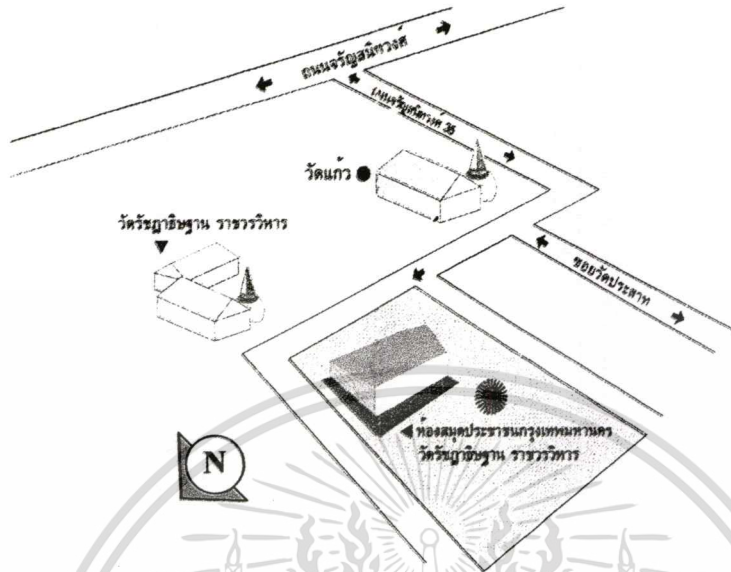 ถนนจรัญสนิทวงศ์
ถนนจรัญสนิทวงศ์ 35
วัดแก้ว
วัดรัชฎาธิษฐาน ราชวรวิหาร
ซอยวัดประสาท
ห้องสมุดประชาชนกรุงเทพมหานคร
วัดรัชฎาธิษฐาน ราชวรวิหาร
N